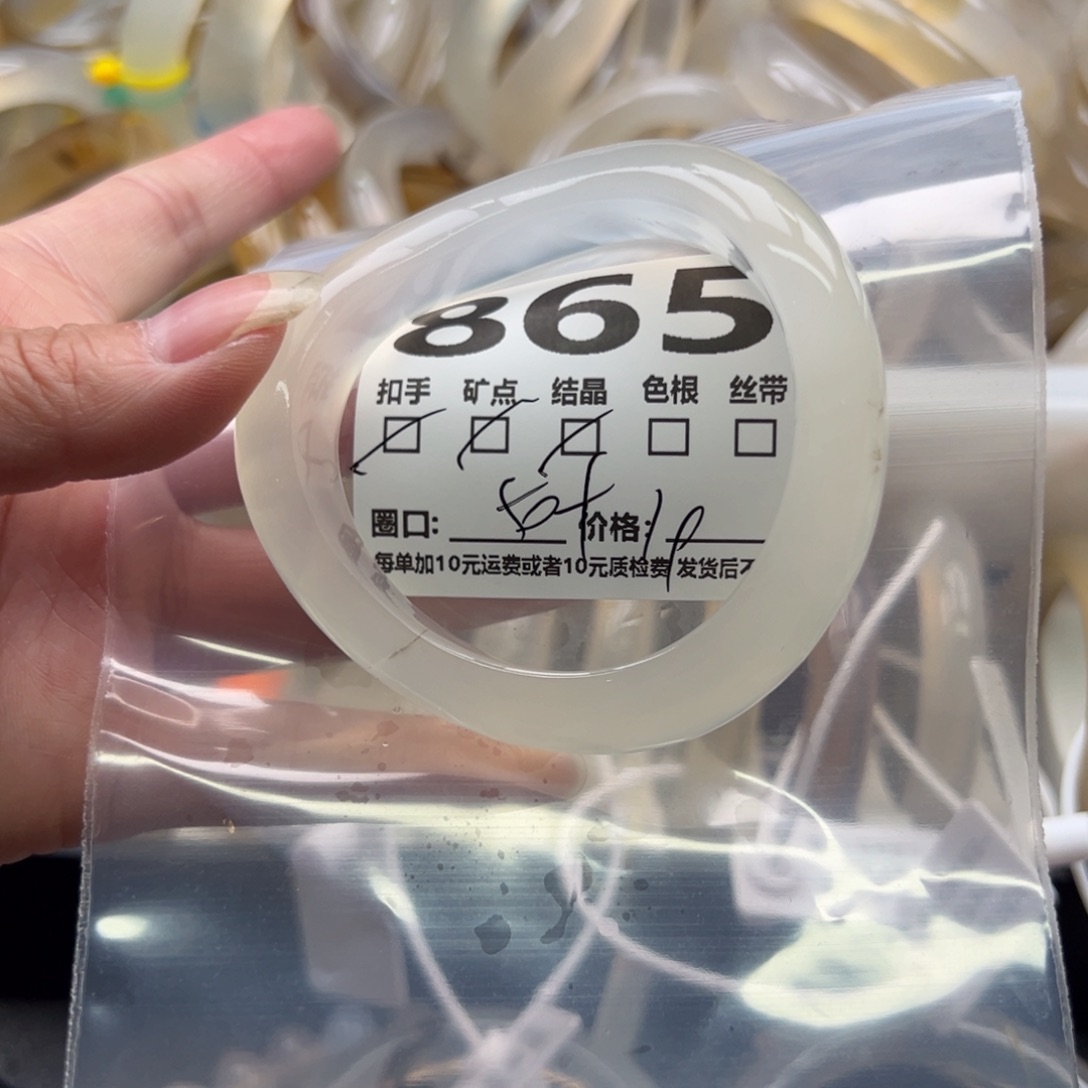 865
扣手 矿点 结晶 色根 丝带
圈口: 价格:
每单加10元运费或者10元质检费 发货后不